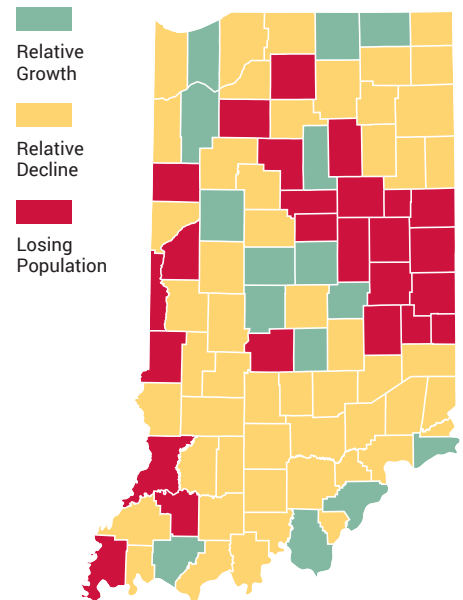 Relative
Growth
Relative
Decline
Losing
Population